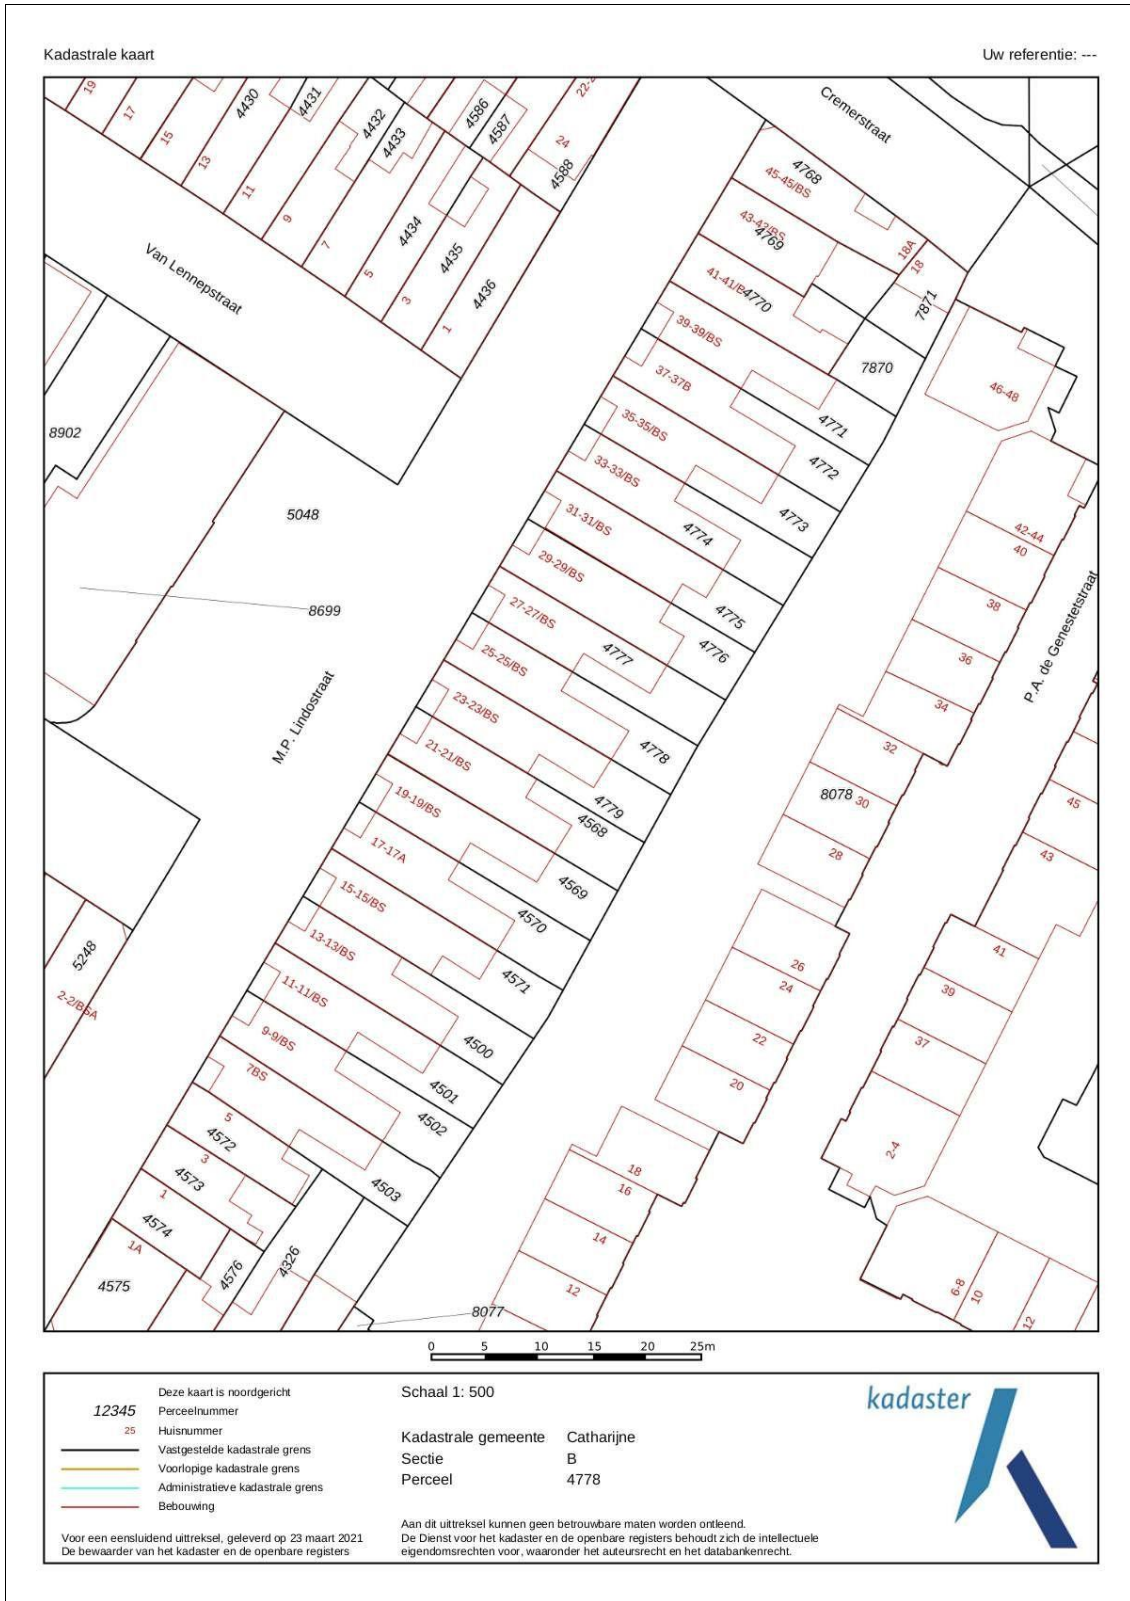 Kadastrale kaart
Uw referentie: ---
19
17
15
13
11
9
7
5
3
1
4430
4431
4432
4433
4434
4435
4436
4586
4587
24
4588
Van Lennepstraat
Cremerstraat
4768
45-45/BS
4769
4770
39-39/BS
37-37B
35-35/BS
33-33/BS
31-31/BS
29-29/BS
27-27/BS
25-25/BS
23-23/BS
21-21/BS
19-19/BS
17-17A
15-15/BS
13-13/BS
11-11/BS
9-9/BS
7BS
5
3
1
1A
18A
18
7871
7870
4771
4772
4773
4774
4775
4776
4777
4778
4779
4568
4569
4570
4571
4500
4501
4502
4503
4572
4573
4574
4575
4576
4326
8077
8902
5048
8699
M.P. Lindostraat
5248
2-2/BSA
46-48
42-44
40
38
36
34
32
8078
30
28
26
24
22
20
18
16
14
12
P.A. de Genestetstraat
45
43
41
39
37
2-4
6-8
10
12
0 5 10 15 20 25m
Deze kaart is noordgericht
12345 Perceelnummer
25 Huisnummer
Vastgestelde kadastrale grens
Voorlopige kadastrale grens
Administratieve kadastrale grens
Bebouwing
Voor een eensluidend uittreksel, geleverd op 23 maart 2021
De bewaarder van het kadaster en de openbare registers
Schaal 1: 500
Kadastrale gemeente Catharijne
Sectie B
Perceel 4778
Aan dit uittreksel kunnen geen betrouwbare maten worden ontleend.
De Dienst voor het kadaster en de openbare registers behoudt zich de intellectuele
eigendomsrechten voor, waaronder het auteursrecht en het databankenrecht.
kadaster